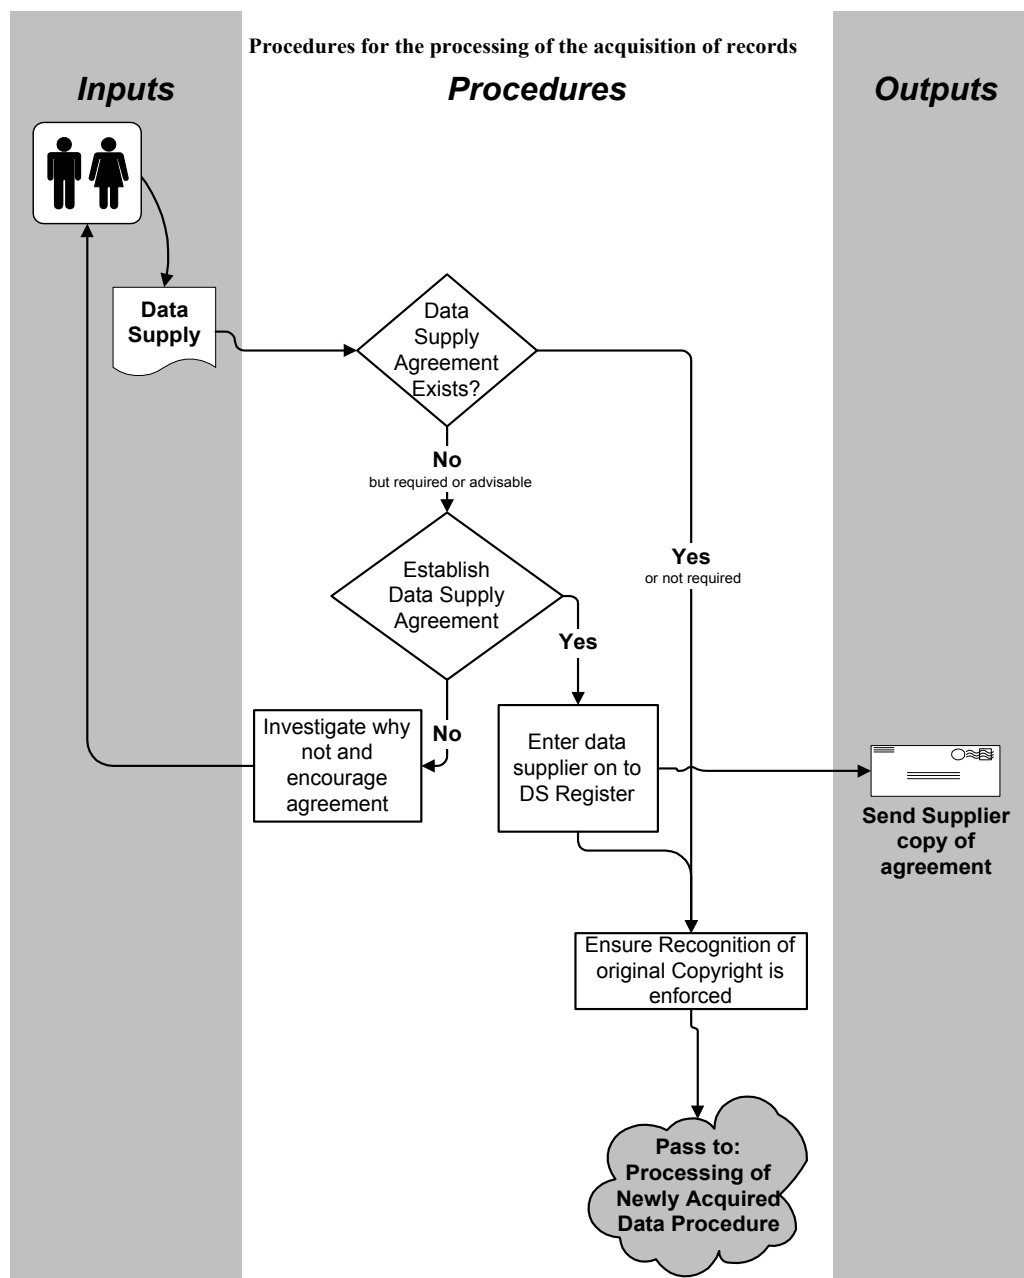 Procedures for the processing of the acquisition of records
Inputs
Procedures
Outputs
Data
Supply
Data
Supply
Agreement
Exists?
No
but required or advisable
Yes
or not required
Establish
Data Supply
Agreement
Yes
No
Investigate why
not and
encourage
agreement
Enter data
supplier on to
DS Register
Send Supplier
copy of
agreement
Ensure Recognition of
original Copyright is
enforced
Pass to:
Processing of
Newly Acquired
Data Procedure